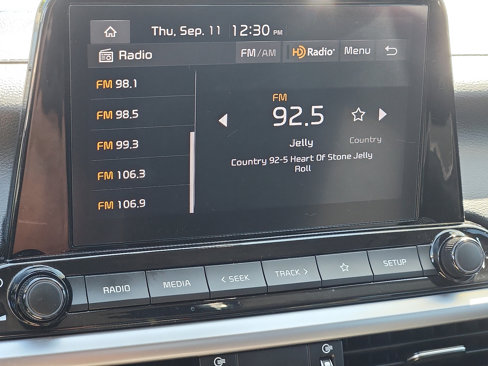 Thu, Sep. 11 12:30 PM
Radio FM/AM HD Radio Menu
FM 98.1
FM 98.5
FM 99.3
FM 106.3
FM 106.9
FM
92.5
Jelly
Country
Country 92-5 Heart Of Stone Jelly
Roll
RADIO MEDIA < SEEK TRACK > SETUP